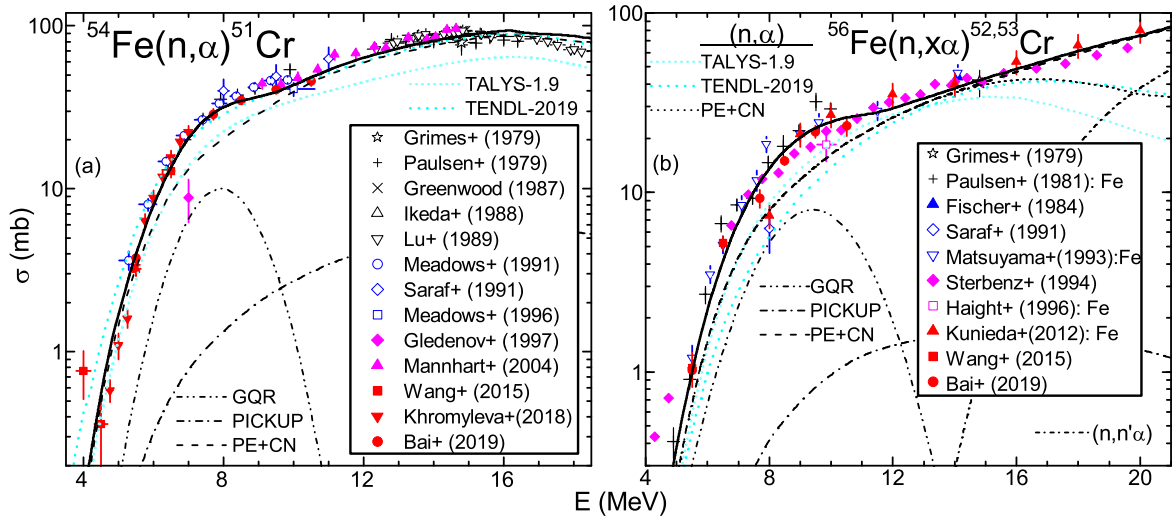 100
10
1
σ (mb)
54Fe(n,α)51Cr
TALYS-1.9
TENDL-2019
(a)
Grimes+ (1979)
Paulsen+ (1979)
Greenwood (1987)
Ikeda+ (1988)
Lu+ (1989)
Meadows+ (1991)
Saraf+ (1991)
Meadows+ (1996)
Gledenov+ (1997)
Mannhart+ (2004)
Wang+ (2015)
Khromyleva+(2018)
Bai+ (2019)
GQR
PICKUP
PE+CN
4 6 8 10 12 14 16 18
100
10
1
(n,α)
56Fe(n,xα)52,53Cr
TALYS-1.9
TENDL-2019
PE+CN
(b)
Grimes+ (1979)
Paulsen+ (1981): Fe
Fischer+ (1984)
Saraf+ (1991)
Matsuyama+(1993):Fe
Sterbenz+ (1994)
Haight+ (1996): Fe
Kunieda+(2012): Fe
Wang+ (2015)
Bai+ (2019)
GQR
PICKUP
PE+CN
(n,n'α)
4 8 12 16 20
E (MeV)